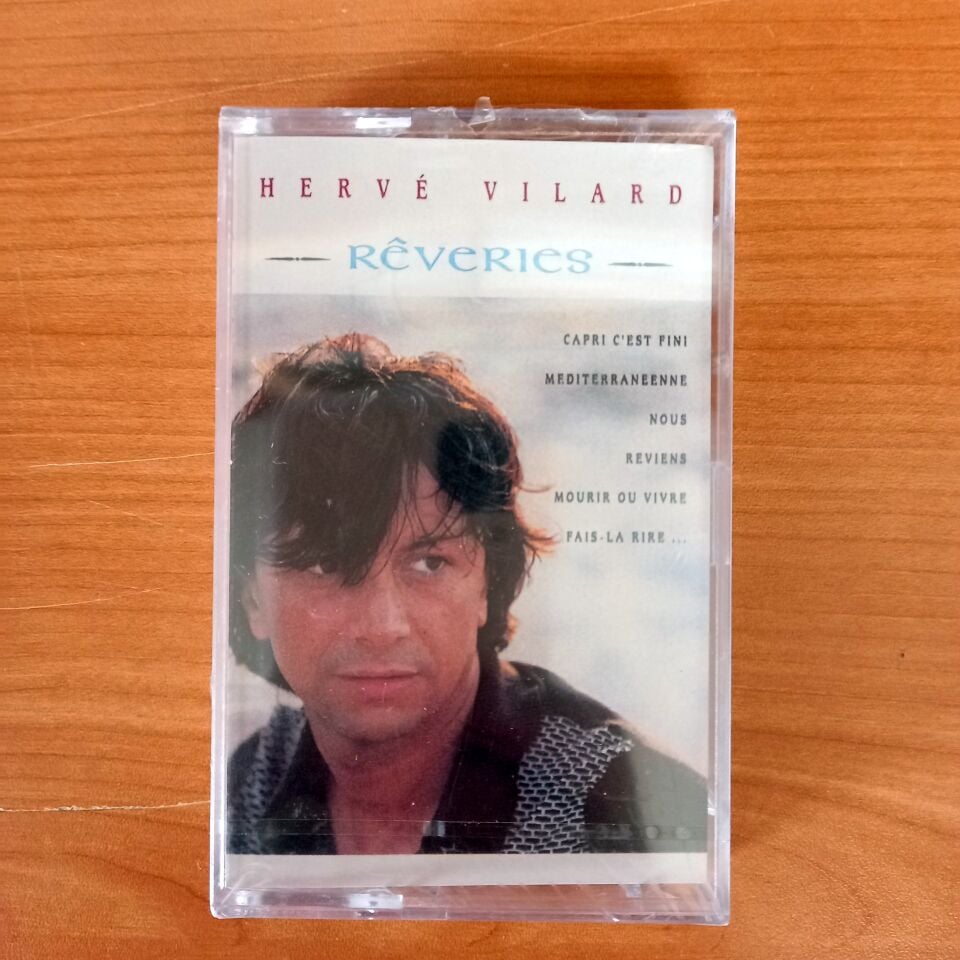 HERVÉ VILARD
RÊVERIES
CAPRI C'EST FINI
MEDITERRANEENNE
NOUS
REVIENS
MOURIR OU VIVRE
FAIS-LA RIRE ...